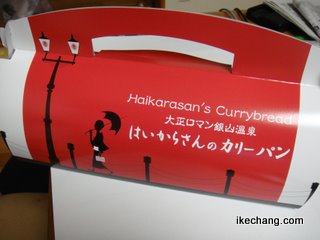 Haikarasan's Currybread
大正ロマン銀山温泉
はいからさんのカリーパン
ikechang.com